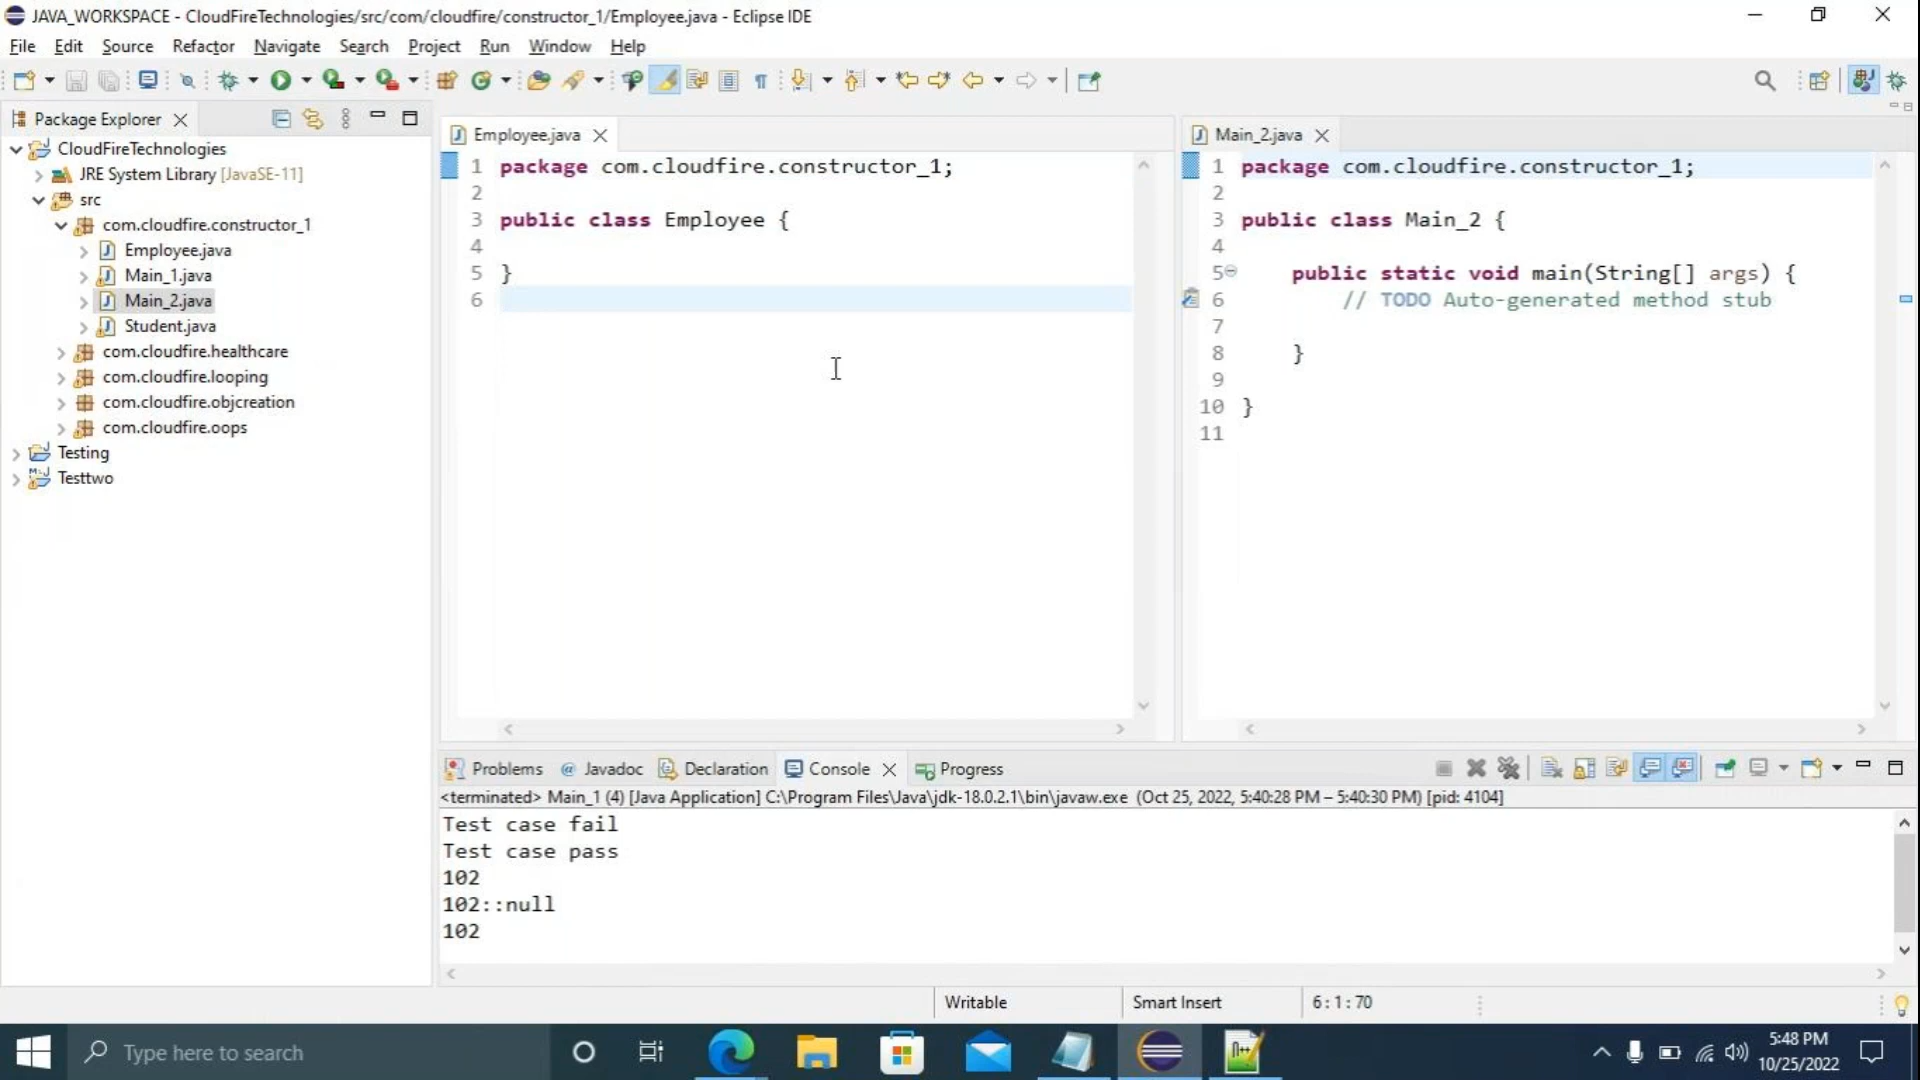 JAVA_WORKSPACE - CloudFireTechnologies/src/com/cloudfire/constructor_1/Employee.java - Eclipse IDE
File Edit Source Refactor Navigate Search Project Run Window Help
Package Explorer
CloudFireTechnologies
JRE System Library [JavaSE-11]
src
com.cloudfire.constructor_1
Employee.java
Main_1.java
Main_2.java
Student.java
com.cloudfire.healthcare
com.cloudfire.looping
com.cloudfire.objcreation
com.cloudfire.oops
Testing
Testtwo
Employee.java
1 package com.cloudfire.constructor_1;
2
3 public class Employee {
4
5 }
6
Main_2.java
1 package com.cloudfire.constructor_1;
2
3 public class Main_2 {
4
5 public static void main(String[] args) {
6 // TODO Auto-generated method stub
7
8 }
9
10 }
11
Problems @ Javadoc Declaration Console Progress
<terminated> Main_1 (4) [Java Application] C:\Program Files\Java\jdk-18.0.2.1\bin\javaw.exe (Oct 25, 2022, 5:40:28 PM – 5:40:30 PM) [pid: 4104]
Test case fail
Test case pass
102
102::null
102
Writable Smart Insert 6 : 1 : 70
Type here to search
5:48 PM
10/25/2022